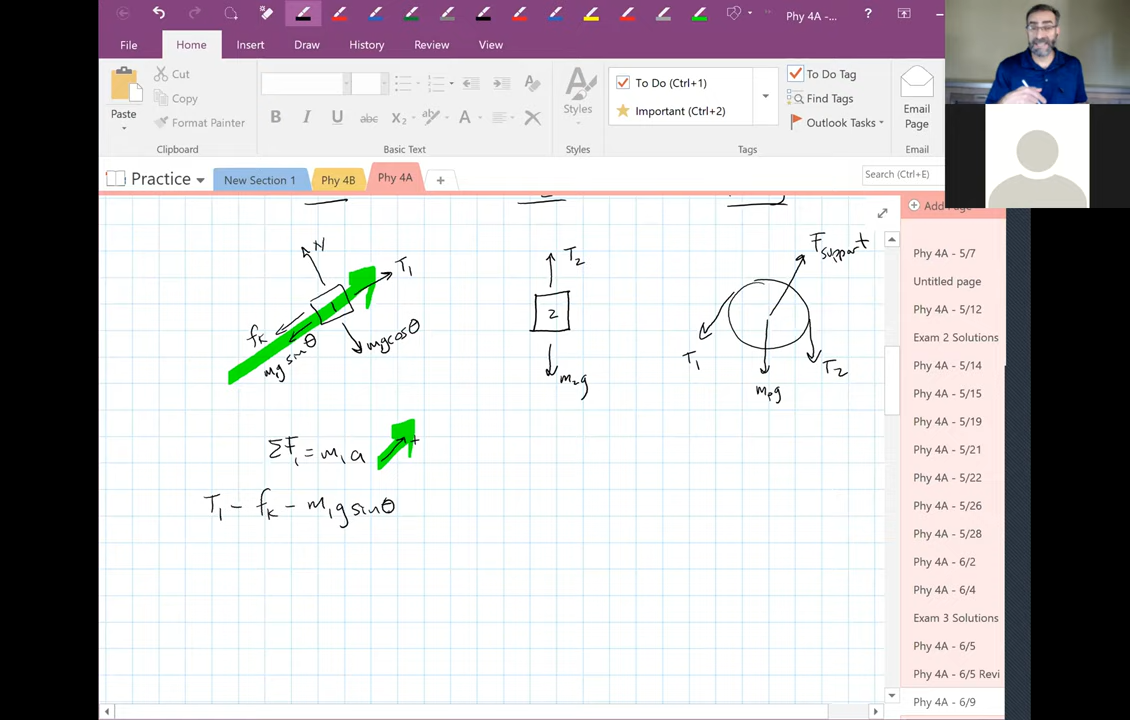 Phy 4A -...
File Home Insert Draw History Review View
Paste
Cut
Copy
Format Painter
Clipboard
B I U abc X₂ A
Basic Text
Styles
Styles
To Do (Ctrl+1)
Important (Ctrl+2)
To Do Tag
Find Tags
Outlook Tasks
Tags
Email Page
Email
Practice
New Section 1
Phy 4B
Phy 4A
Search (Ctrl+E)
Add Page
Phy 4A - 5/7
Untitled page
Phy 4A - 5/12
Exam 2 Solutions
Phy 4A - 5/14
Phy 4A - 5/15
Phy 4A - 5/19
Phy 4A - 5/21
Phy 4A - 5/22
Phy 4A - 5/26
Phy 4A - 5/28
Phy 4A - 6/2
Phy 4A - 6/4
Exam 3 Solutions
Phy 4A - 6/5
Phy 4A - 6/5 Revi
Phy 4A - 6/9
N
T₁
1
fₖ
m₁g sinθ
mgcosθ
T₂
2
m₂g
F support
T₁
T₂
mₚg
ΣF₁ = m₁a +
T₁ - fₖ - m₁g sinθ